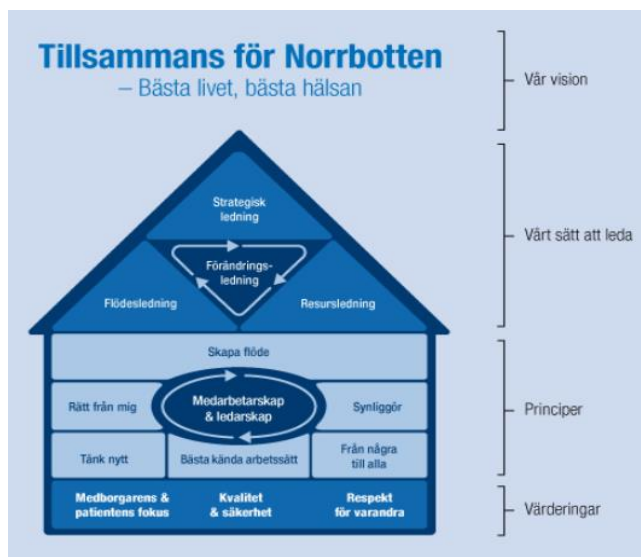 Tillsammans för Norrbotten
– Bästa livet, bästa hälsan
Vår vision
Strategisk
ledning
Förändrings-
ledning
Flödesledning
Resursledning
Vårt sätt att leda
Skapa flöde
Rätt från mig
Medarbetarskap
& ledarskap
Synliggör
Tänk nytt
Bästa kända arbetssätt
Från några
till alla
Principer
Medborgarens &
patientens fokus
Kvalitet
& säkerhet
Respekt
för varandra
Värderingar